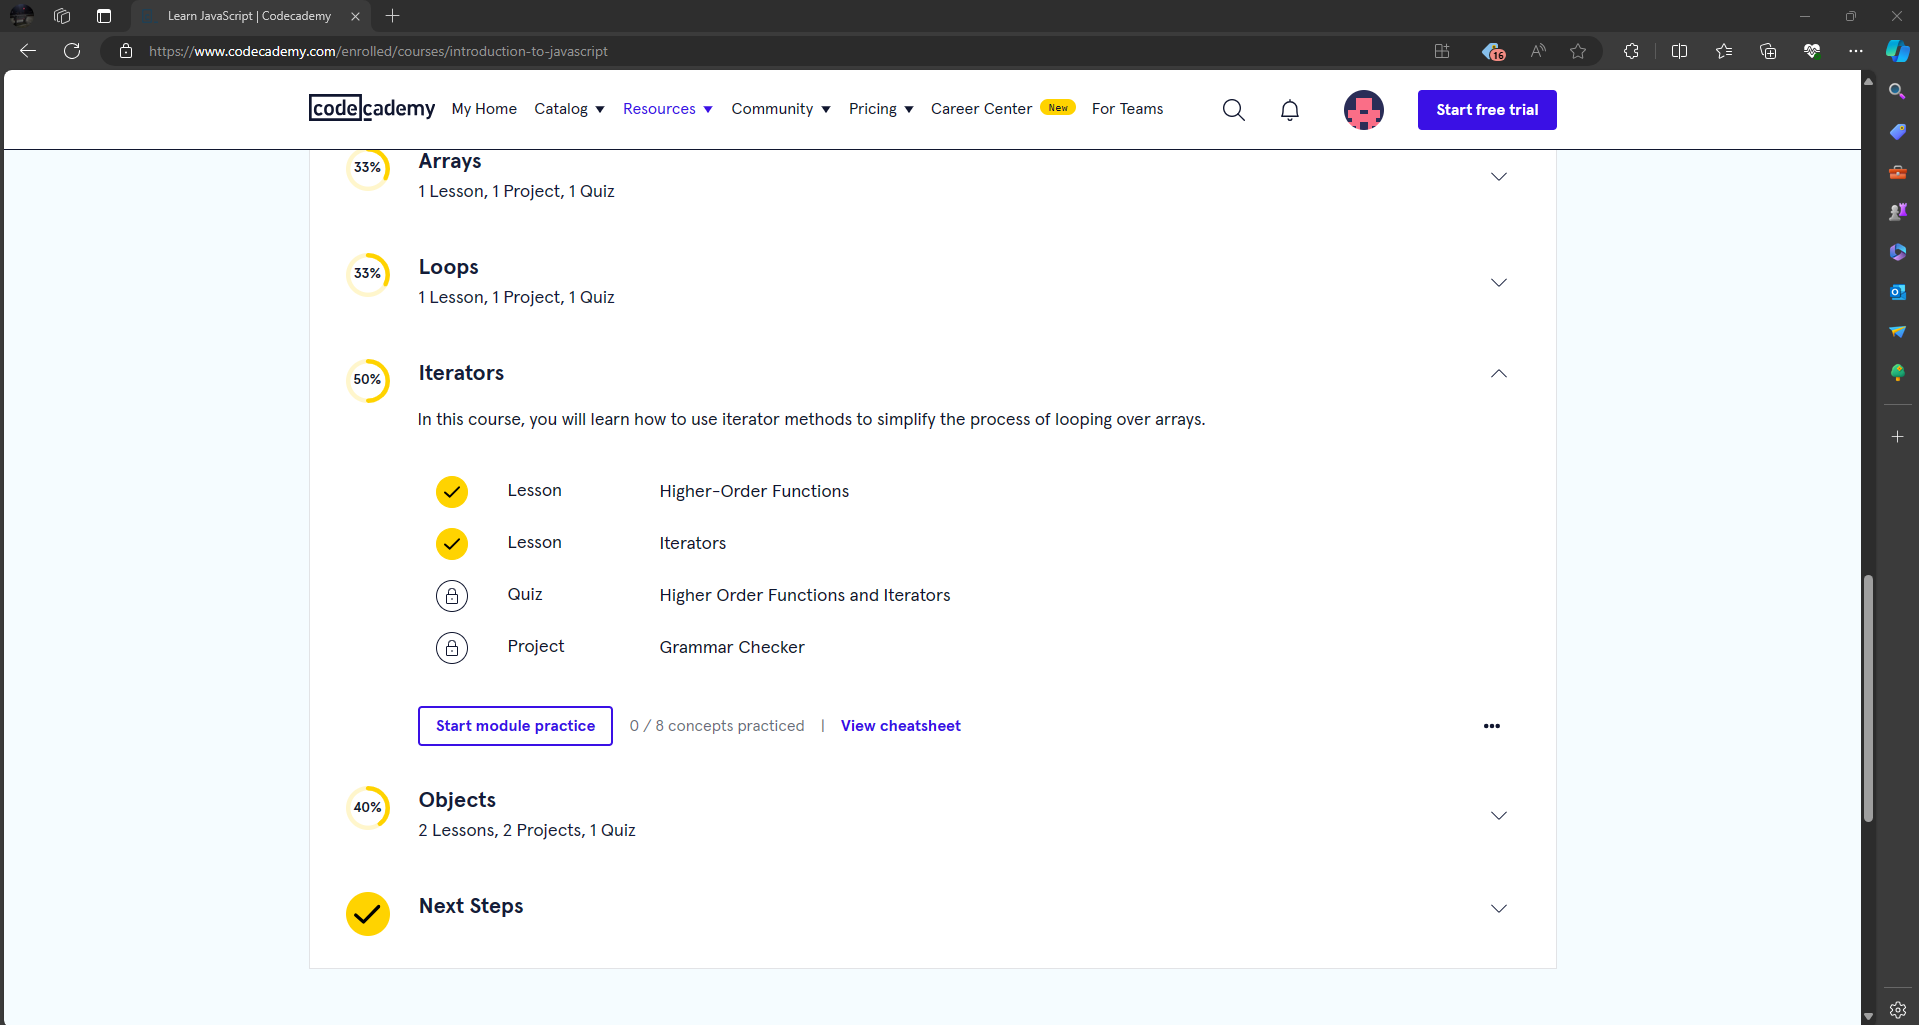 Learn JavaScript | Codecademy
https://www.codecademy.com/enrolled/courses/introduction-to-javascript
16
codecademy My Home Catalog Resources Community Pricing Career Center New For Teams Start free trial
33% Arrays
1 Lesson, 1 Project, 1 Quiz
33% Loops
1 Lesson, 1 Project, 1 Quiz
50% Iterators
In this course, you will learn how to use iterator methods to simplify the process of looping over arrays.
Lesson Higher-Order Functions
Lesson Iterators
Quiz Higher Order Functions and Iterators
Project Grammar Checker
Start module practice 0 / 8 concepts practiced | View cheatsheet
40% Objects
2 Lessons, 2 Projects, 1 Quiz
Next Steps